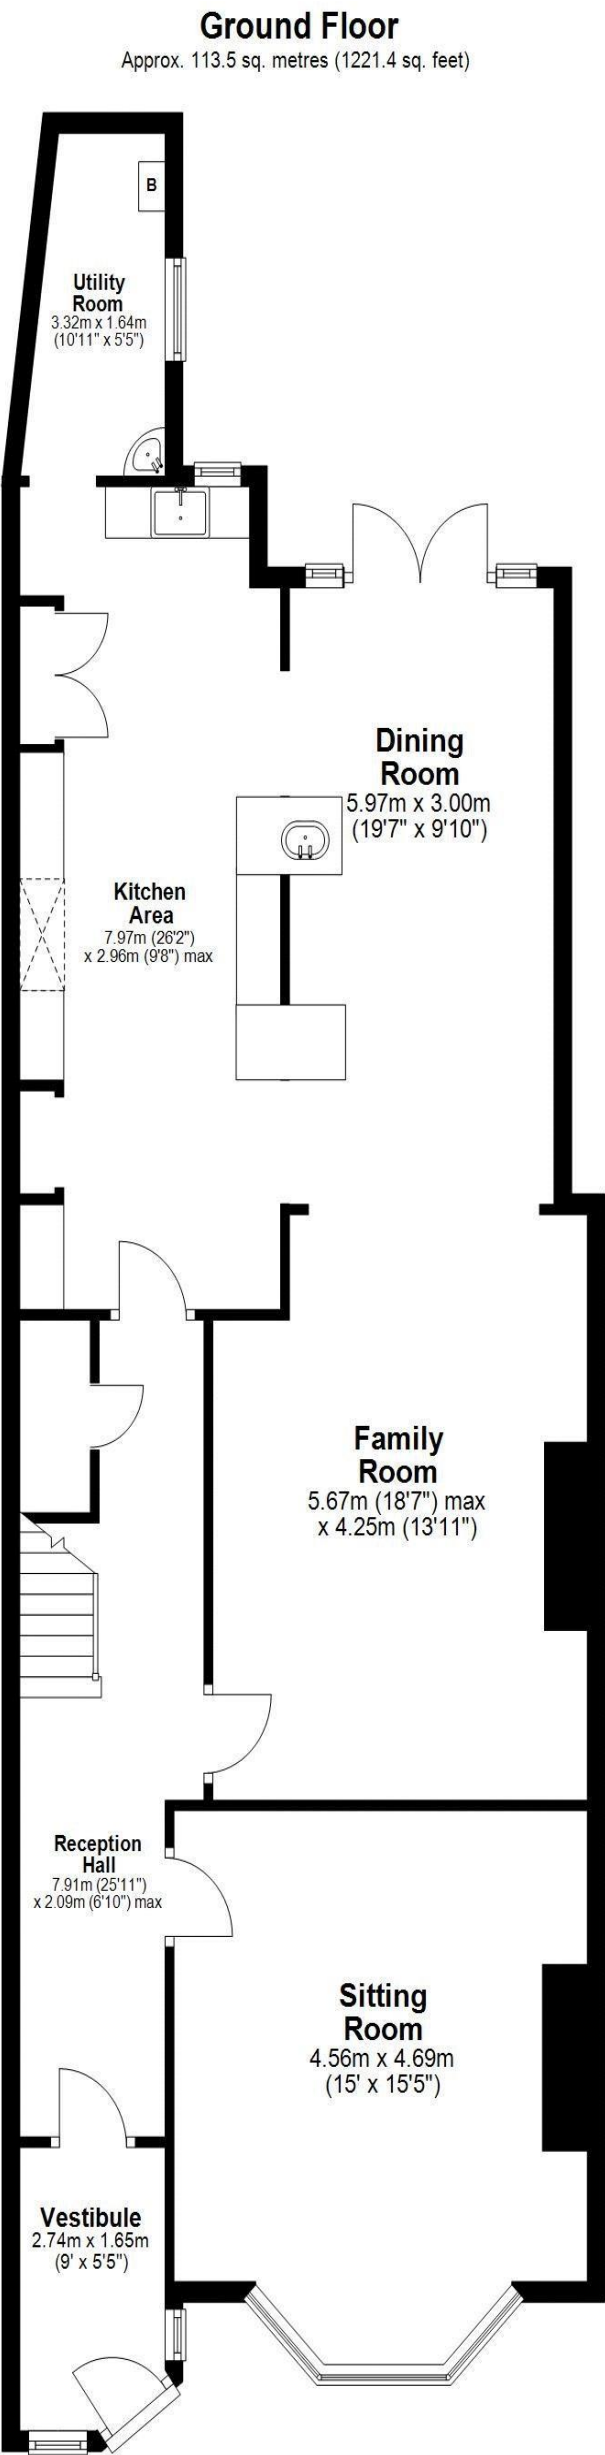 Ground Floor
Approx. 113.5 sq. metres (1221.4 sq. feet)
B
Utility
Room
3.32m x 1.64m
(10'11" x 5'5")
Dining
Room
5.97m x 3.00m
(19'7" x 9'10")
Kitchen
Area
7.97m (26'2")
x 2.96m (9'8") max
Family
Room
5.67m (18'7") max
x 4.25m (13'11")
Reception
Hall
7.91m (25'11")
x 2.09m (6'10") max
Sitting
Room
4.56m x 4.69m
(15' x 15'5")
Vestibule
2.74m x 1.65m
(9' x 5'5")